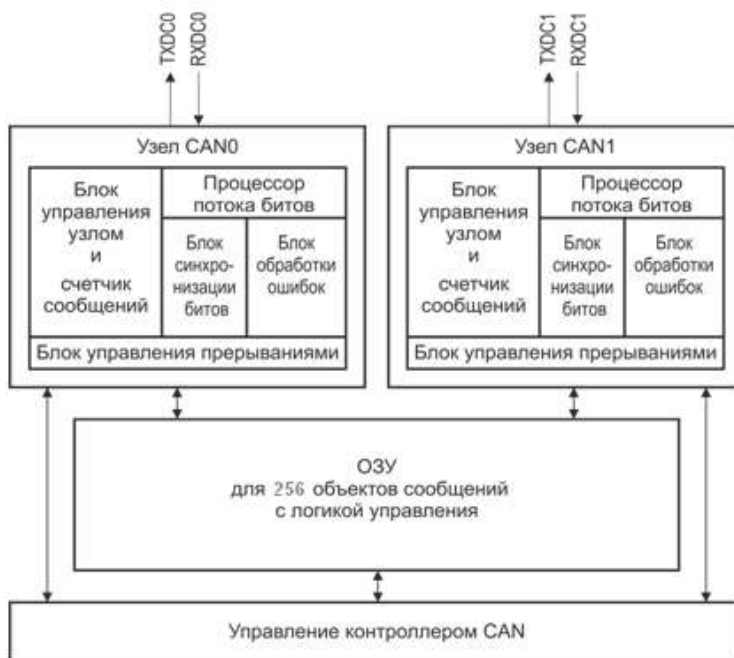 TXDC0
RXDC0
TXDC1
RXDC1
Узел CAN0
Блок
управления
узлом
и
счетчик
сообщений
Процессор
потока битов
Блок
синхро-
низации
битов
Блок
обработки
ошибок
Блок управления прерываниями
Узел CAN1
Блок
управления
узлом
и
счетчик
сообщений
Процессор
потока битов
Блок
синхро-
низации
битов
Блок
обработки
ошибок
Блок управления прерываниями
ОЗУ
для 256 объектов сообщений
с логикой управления
Управление контроллером CAN